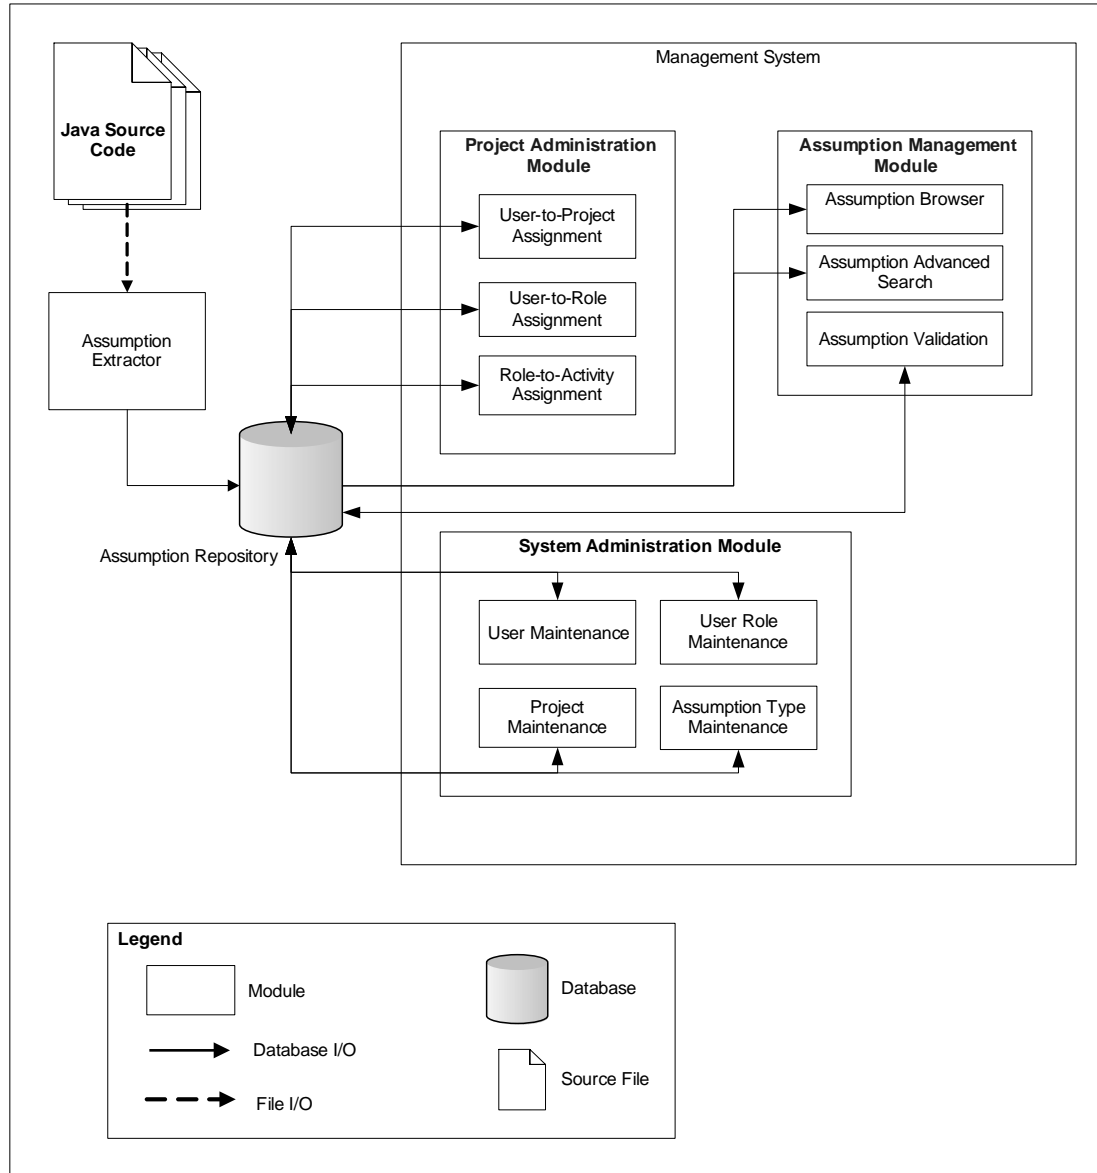 Management System
Java Source
Code
Project Administration
Module
User-to-Project
Assignment
User-to-Role
Assignment
Role-to-Activity
Assignment
Assumption Management
Module
Assumption Browser
Assumption Advanced
Search
Assumption Validation
Assumption
Extractor
Assumption Repository
System Administration Module
User Maintenance
User Role
Maintenance
Project
Maintenance
Assumption Type
Maintenance
Legend
Module
Database
Database I/O
Source File
File I/O